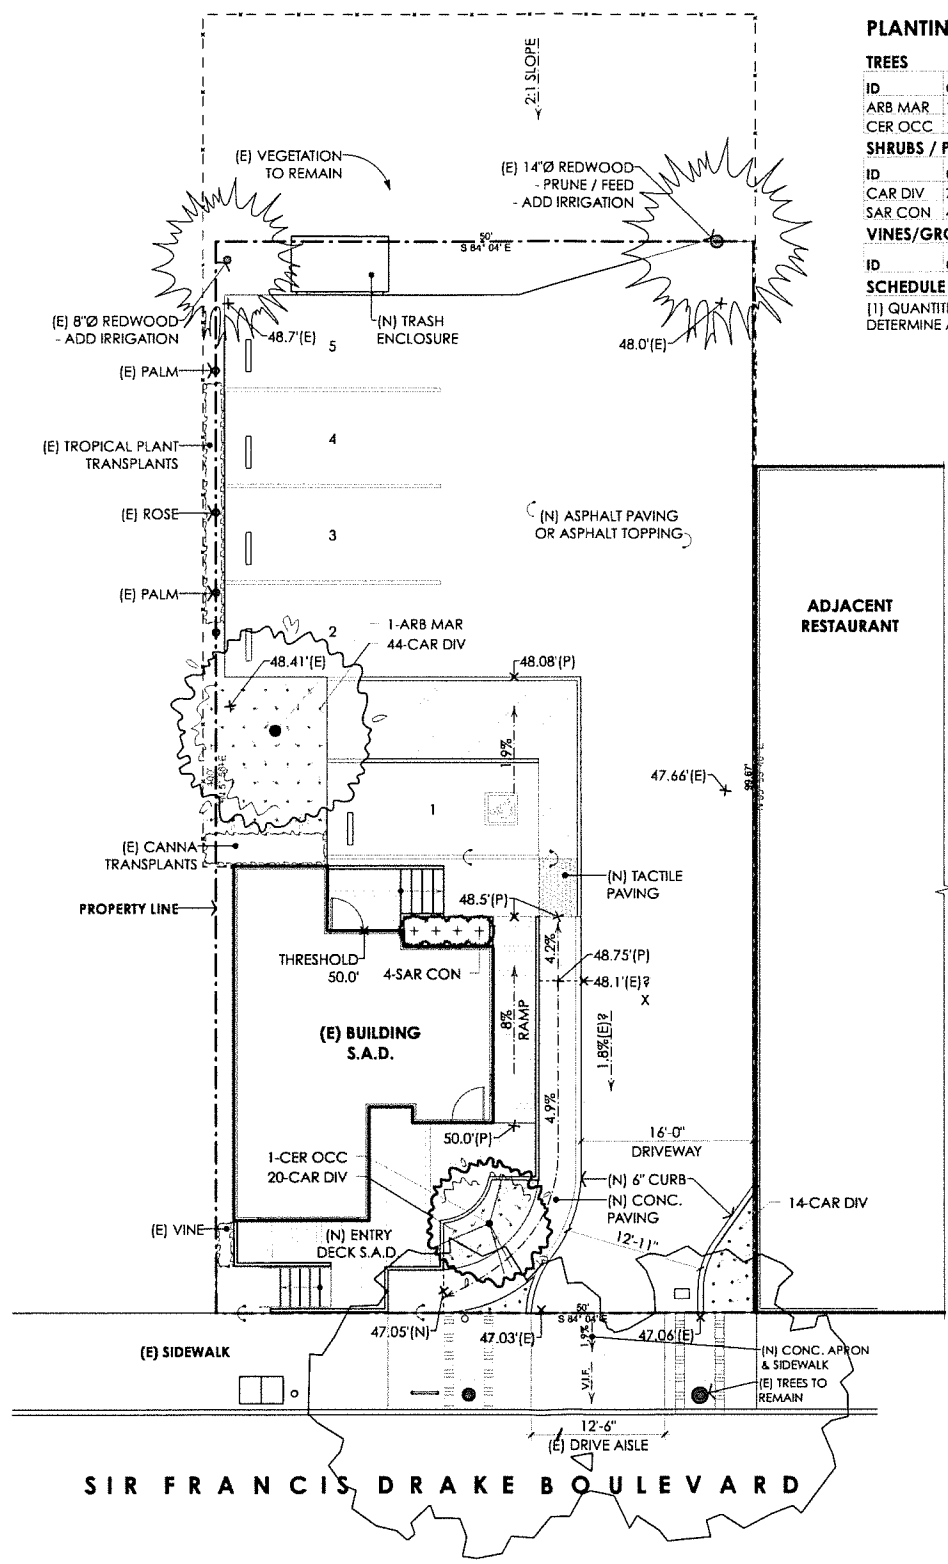 PLANTIN
TREES
ID
ARB MAR
CER OCC
SHRUBS / P
ID
CAR DIV
SAR CON
VINES/GRO
ID
SCHEDULE
(1) QUANTITI
DETERMINE
2:1 SLOPE
(E) VEGETATION
TO REMAIN
(E) 14"Ø REDWOOD
- PRUNE / FEED
- ADD IRRIGATION
50'
S 84° 04' E
(E) 8"Ø REDWOOD
- ADD IRRIGATION
48.7'(E)
(N) TRASH
ENCLOSURE
48.0'(E)
5
(E) PALM
4
(E) TROPICAL PLANT
TRANSPLANTS
(E) ROSE
3
(N) ASPHALT PAVING
OR ASPHALT TOPPING
(E) PALM
2
1-ARB MAR
44-CAR DIV
ADJACENT
RESTAURANT
48.41'(E)
48.08'(P)
1.9%
47.66'(E)
99.67'
1
(E) CANNA
TRANSPLANTS
(N) TACTILE
PAVING
PROPERTY LINE
48.5'(P)
THRESHOLD
50.0'
4-SAR CON
4.2%
48.75'(P)
48.1'(E)?
X
8%
RAMP
(E) BUILDING
S.A.D.
1.8%(E)?
4.9%
50.0'(P)
16'-0"
DRIVEWAY
1-CER OCC
20-CAR DIV
(N) 6" CURB
(N) CONC.
PAVING
14-CAR DIV
(E) VINE
(N) ENTRY
DECK S.A.D.
12'-11"
50'
S 84° 04' E
47.05'(N)
47.03'(E)
1.9%
47.06'(E)
(E) SIDEWALK
(N) CONC. APRON
& SIDEWALK
V.I.F.
(E) TREES TO
REMAIN
12'-6"
(E) DRIVE AISLE
SIR FRANCIS DRAKE BOULEVARD